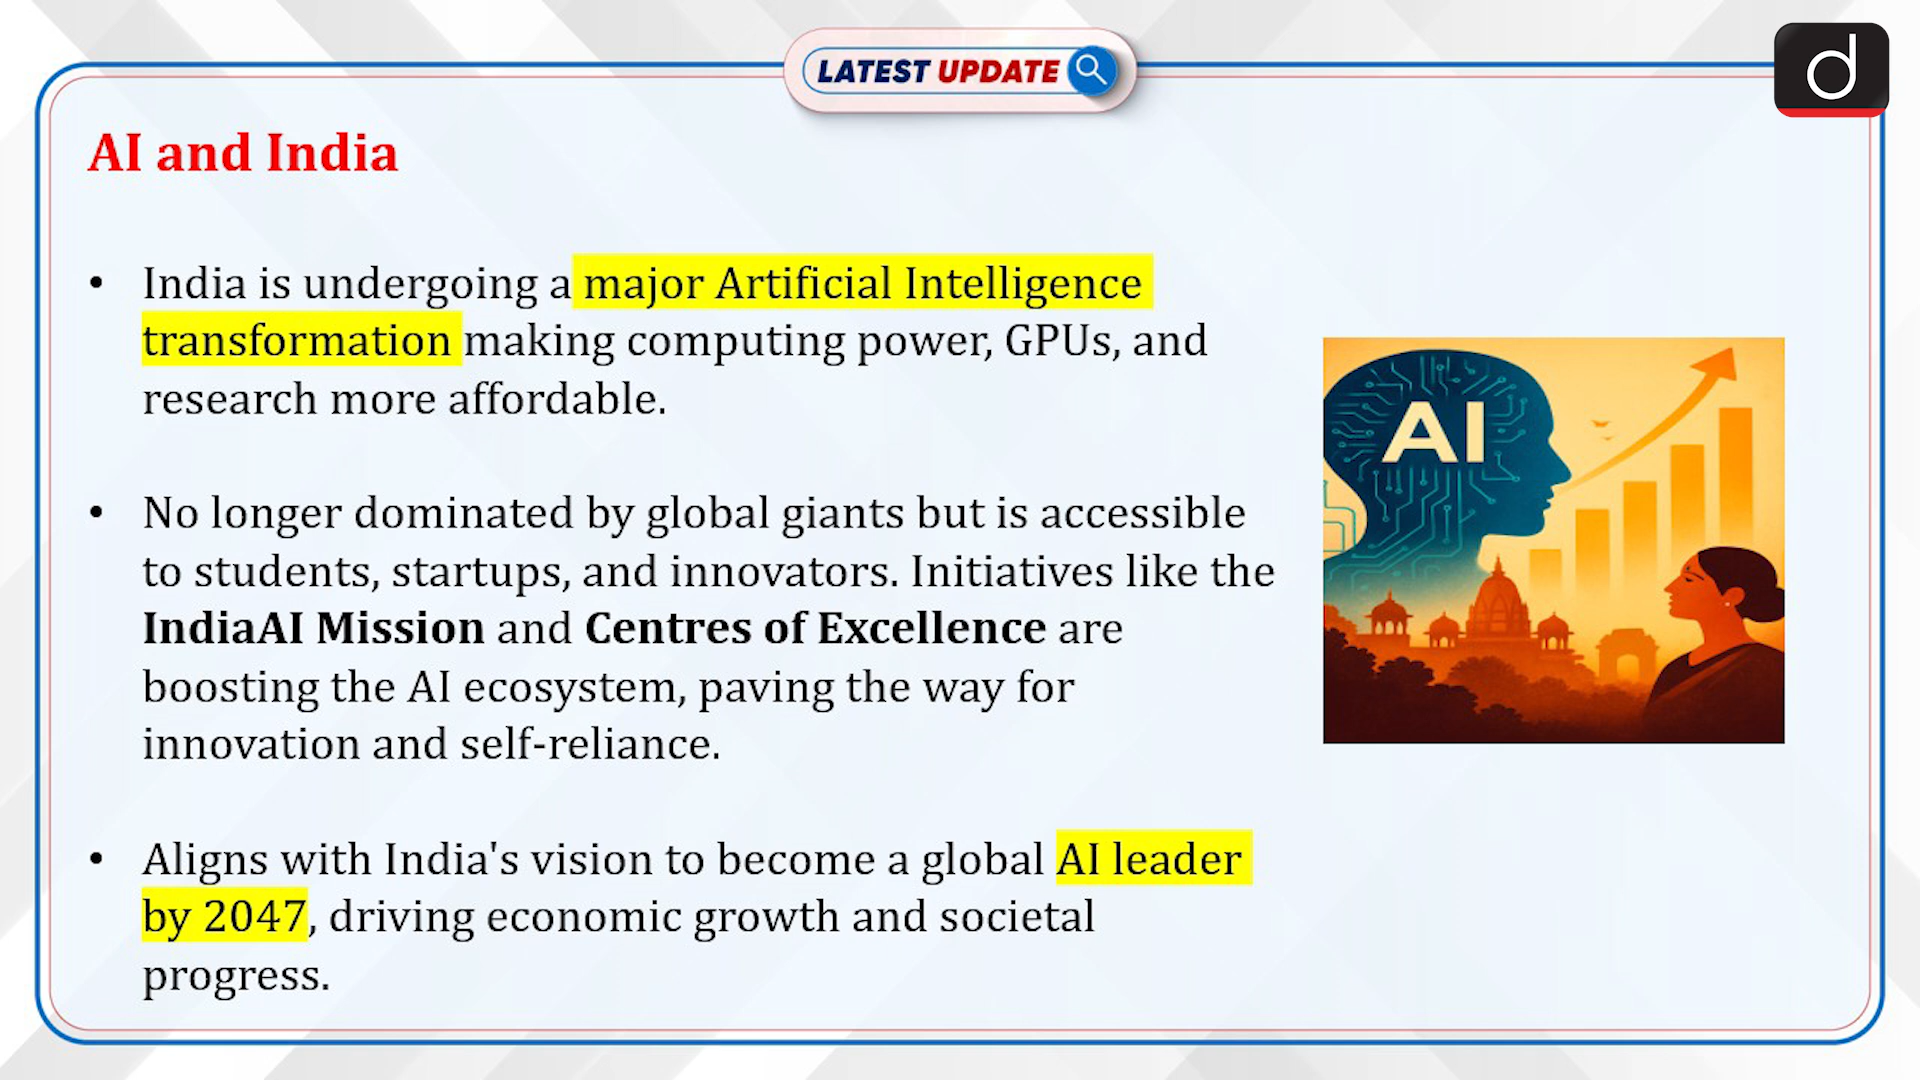 LATEST UPDATE
d
AI and India
• India is undergoing a major Artificial Intelligence
transformation making computing power, GPUs, and
research more affordable.
• No longer dominated by global giants but is accessible
to students, startups, and innovators. Initiatives like the
IndiaAI Mission and Centres of Excellence are
boosting the AI ecosystem, paving the way for
innovation and self-reliance.
• Aligns with India's vision to become a global AI leader
by 2047, driving economic growth and societal
progress.
AI